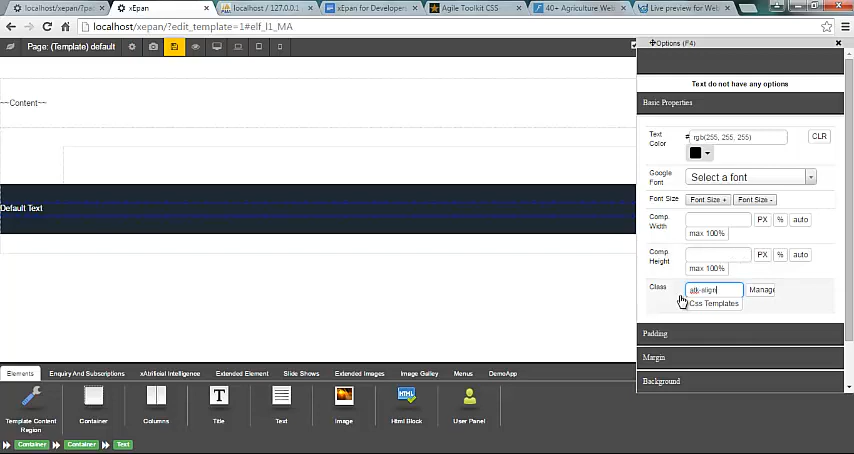 localhost/xepan/?pa
xEpan
localhost / 127.0.0.1
xEpan for Developers
Agile Toolkit CSS
40+ Agriculture Web
Live preview for Web
localhost/xepan/?edit_template=1#elf_l1_MA
Page: (Template) default
Options (F4)
Text do not have any options
Basic Properties
~~Content~~
Text Color
# rgb(255, 255, 255)
CLR
Google Font
Select a font
Font Size
Font Size +
Font Size -
Default Text
Comp Width
PX
%
auto
max 100%
Comp Height
PX
%
auto
max 100%
Class
atk-align
Manage
Css Templates
Padding
Margin
Background
Elements
Enquiry And Subscriptions
xAtrificial Intelligence
Extended Element
Slide Shows
Extended Images
Image Galley
Menus
DemoApp
Template Content Region
Container
Columns
Title
Text
Image
Html Block
User Panel
Container
Container
Text